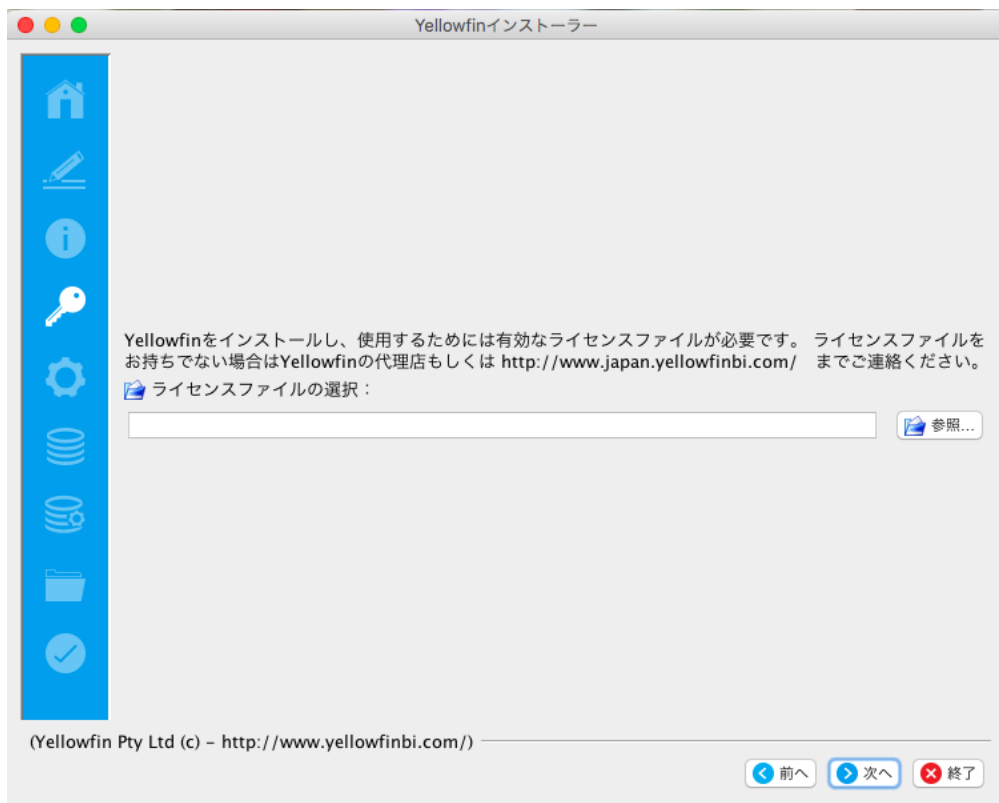 Yellowfinインストーラー
Yellowfinをインストールし、使用するためには有効なライセンスファイルが必要です。 ライセンスファイルを
お持ちでない場合はYellowfinの代理店もしくは http://www.japan.yellowfinbi.com/ までご連絡ください。
ライセンスファイルの選択：
参照...
(Yellowfin Pty Ltd (c) – http://www.yellowfinbi.com/)
前へ 次へ 終了